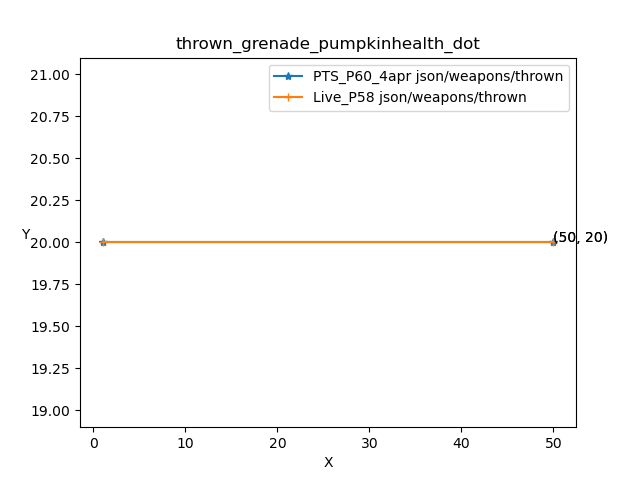 thrown_grenade_pumpkinhealth_dot
PTS_P60_4apr json/weapons/thrown
Live_P58 json/weapons/thrown
21.00
20.75
20.50
20.25
20.00
19.75
19.50
19.25
19.00
Y
(50, 20)
0 10 20 30 40 50
X